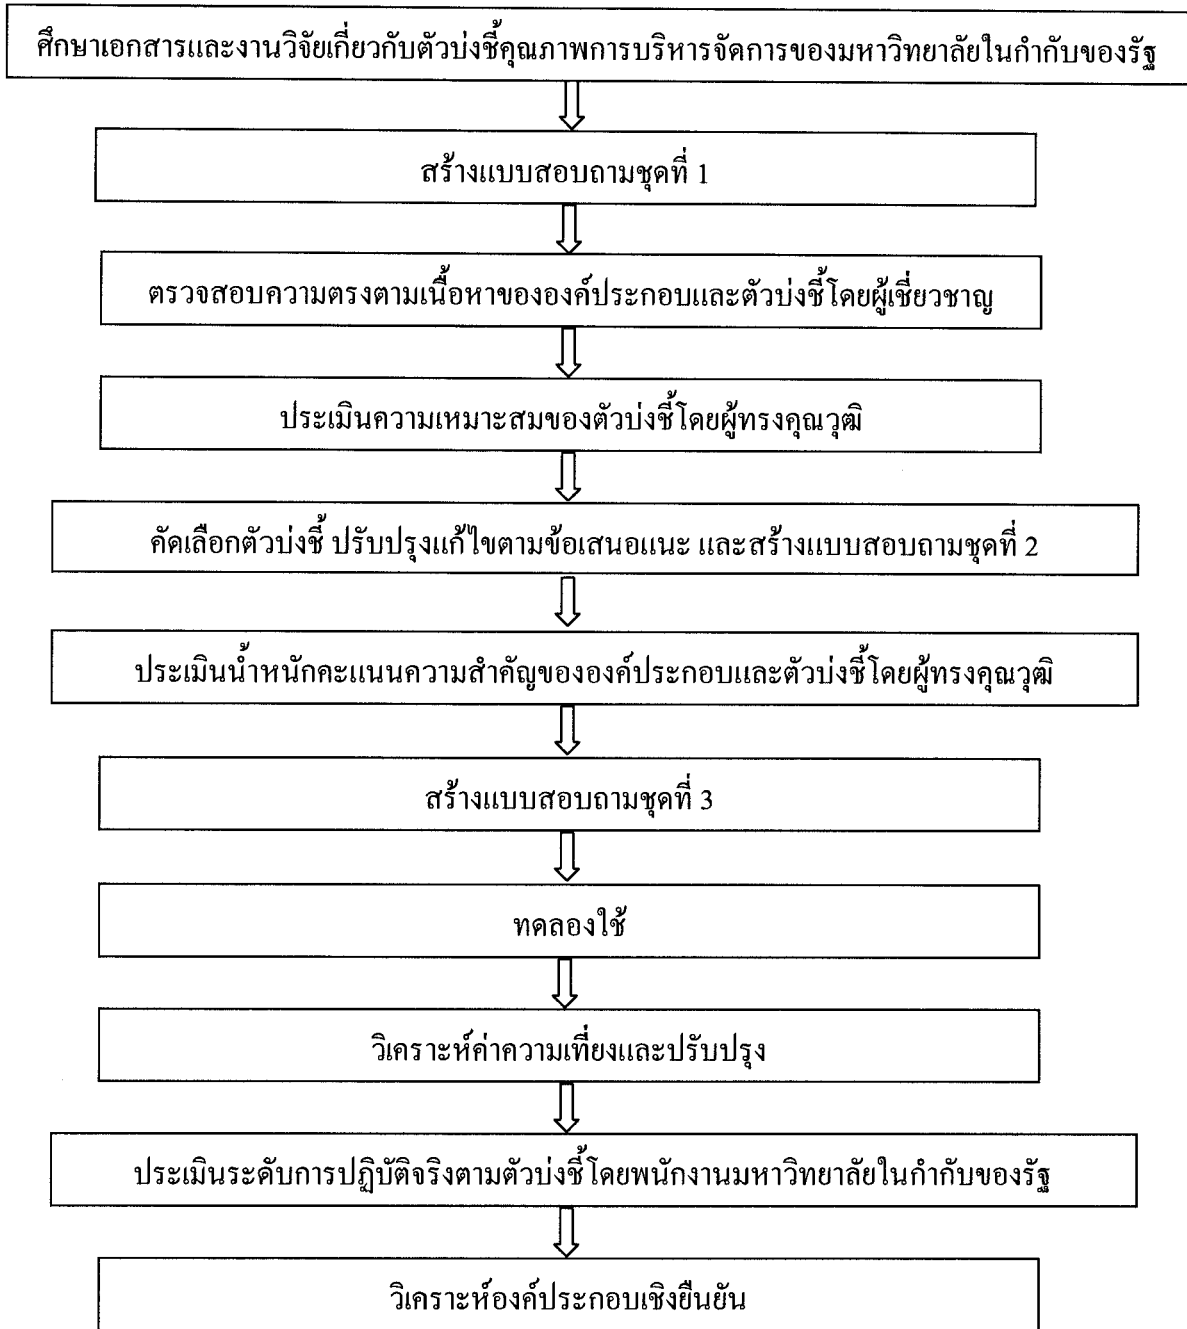 ศึกษาเอกสารและงานวิจัยเกี่ยวกับตัวบ่งชี้คุณภาพการบริหารจัดการของมหาวิทยาลัยในกำกับของรัฐ
สร้างแบบสอบถามชุดที่ 1
ตรวจสอบความตรงตามเนื้อหาขององค์ประกอบและตัวบ่งชี้โดยผู้เชี่ยวชาญ
ประเมินความเหมาะสมของตัวบ่งชี้โดยผู้ทรงคุณวุฒิ
คัดเลือกตัวบ่งชี้ ปรับปรุงแก้ไขตามข้อเสนอแนะ และสร้างแบบสอบถามชุดที่ 2
ประเมินน้ำหนักคะแนนความสำคัญขององค์ประกอบและตัวบ่งชี้โดยผู้ทรงคุณวุฒิ
สร้างแบบสอบถามชุดที่ 3
ทดลองใช้
วิเคราะห์ค่าความเที่ยงและปรับปรุง
ประเมินระดับการปฏิบัติจริงตามตัวบ่งชี้โดยพนักงานมหาวิทยาลัยในกำกับของรัฐ
วิเคราะห์องค์ประกอบเชิงยืนยัน